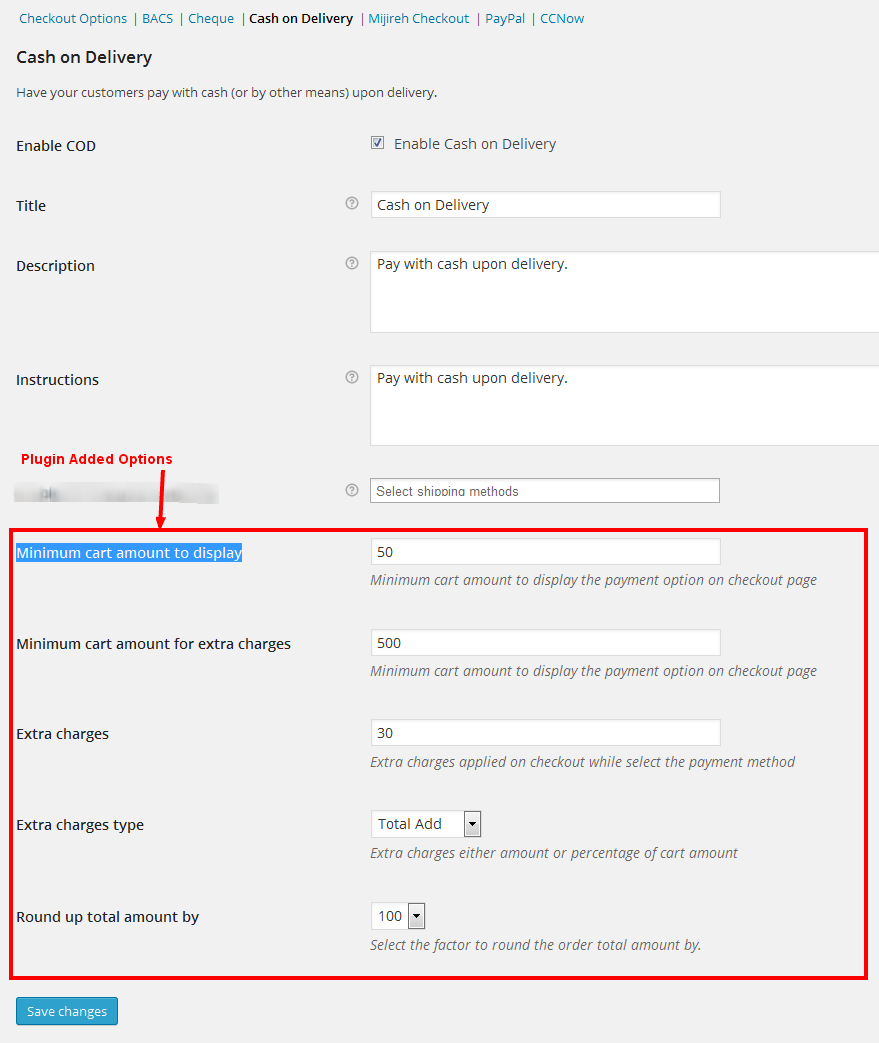 Checkout Options | BACS | Cheque | Cash on Delivery | Mijireh Checkout | PayPal | CCNow
Cash on Delivery
Have your customers pay with cash (or by other means) upon delivery.
Enable COD
Enable Cash on Delivery
Title
Cash on Delivery
Description
Pay with cash upon delivery.
Instructions
Pay with cash upon delivery.
Plugin Added Options
Select shipping methods
Minimum cart amount to display
50
Minimum cart amount to display the payment option on checkout page
Minimum cart amount for extra charges
500
Minimum cart amount to display the payment option on checkout page
Extra charges
30
Extra charges applied on checkout while select the payment method
Extra charges type
Total Add
Extra charges either amount or percentage of cart amount
Round up total amount by
100
Select the factor to round the order total amount by.
Save changes